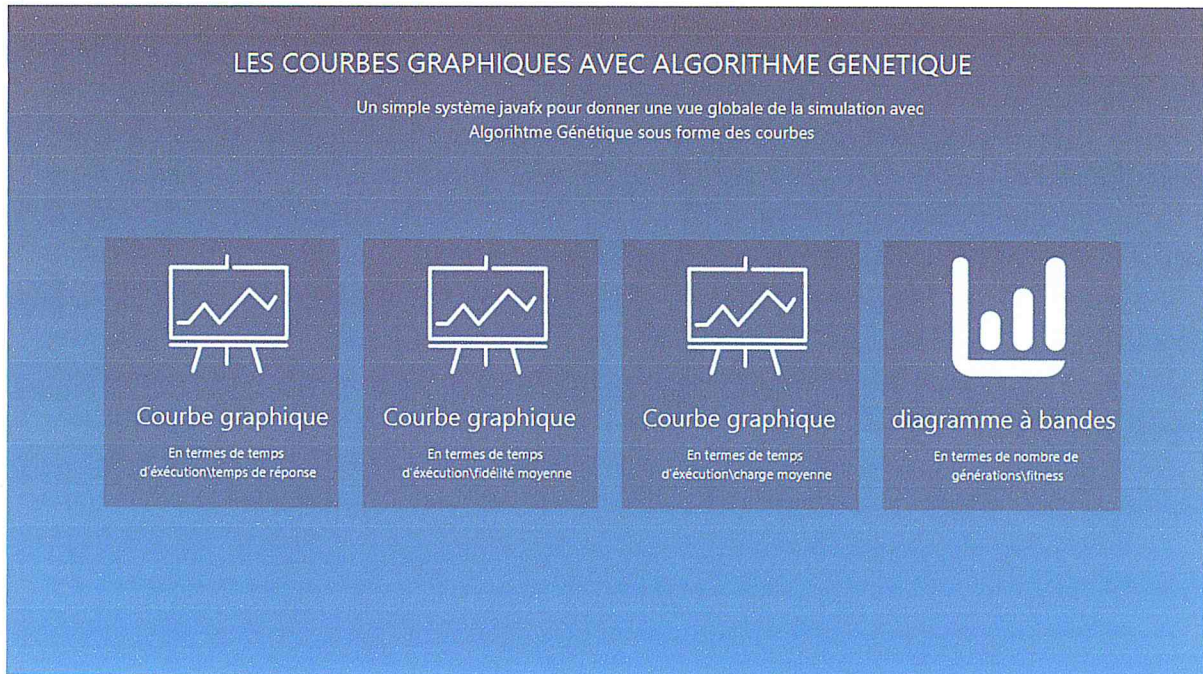 LES COURBES GRAPHIQUES AVEC ALGORITHME GENETIQUE
Un simple système javafx pour donner une vue globale de la simulation avec
Algorihtme Génétique sous forme des courbes
Courbe graphique
En termes de temps
d'éxécution\temps de réponse
Courbe graphique
En termes de temps
d'éxécution\fidélité moyenne
Courbe graphique
En termes de temps
d'éxécution\charge moyenne
diagramme à bandes
En termes de nombre de
générations\fitness